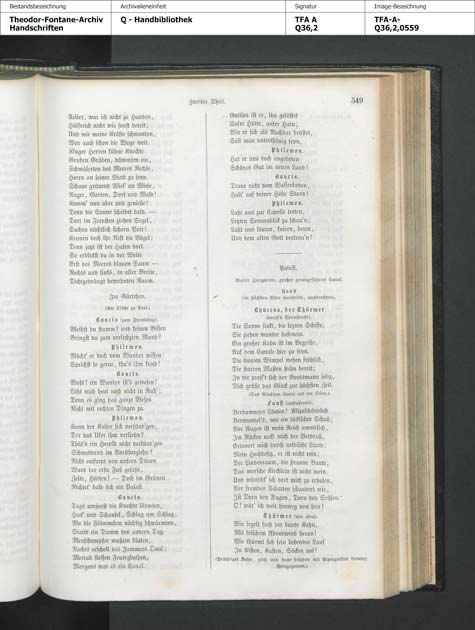 Bestandsbezeichnung
Theodor-Fontane-Archiv
Handschriften
Archivalieneinheit
Q - Handbibliothek
Signatur
TFA A
Q36,2
Image-Bezeichnung
TFA-A-
Q36,2,0559
Zweiter Theil.
549
Aelter, war ich nicht zu Handen,
Hülfreich nicht wie sonst bereit;
Und wie meine Kräfte schwanden,
War auch schon die Woge weit.
Kluger Herren kühne Knechte
Gruben Gräben, dämmten ein,
Schmälerten des Meeres Rechte,
Herrn an seiner Statt zu seyn.
Schaue grünend Wies' an Wiese,
Anger, Garten, Dorf und Wald!
Komm' nun aber und genieße!
Denn die Sonne scheidet bald. —
Dort im Fernsten ziehen Segel,
Suchen nächtlich sichern Port!
Kennen doch ihr Nest die Vögel;
Denn jetzt ist der Hafen dort.
So erblickst du in der Weite
Erst des Meeres blauen Saum —
Rechts und links, in aller Breite,
Dichtgedrängt bewohnten Raum.
Im Gärtchen.
(Am Tische zu Drei.)
Baucis (zum Fremdling).
Bleibst du stumm? und keinen Bissen
Bringst du zum verlechzten Mund?
Philemon.
Möcht' er doch vom Wunder wissen;
Sprichst so gerne, thu's ihm kund!
Baucis.
Wohl! ein Wunder ist's gewesen!
Läßt mich heut noch nicht in Ruh';
Denn es ging das ganze Wesen
Nicht mit rechten Dingen zu.
Philemon.
Kann der Kaiser sich versünd'gen,
Der das Ufer ihm verliehn?
Thät's ein Herold nicht verkünd'gen
Schmetternd im Vorüberziehn?
Nicht entfernt von unsern Dünen
Ward der erste Fuß gefaßt,
Zelte, Hütten! — Doch im Grünen
Richtet' bald sich ein Palast.
Baucis.
Tags umsonst die Knechte lärmten,
Hack' und Schaufel, Schlag um Schlag;
Wo die Flämmchen nächtig schwärmten,
Stand ein Damm den andern Tag.
Menschenopfer mußten bluten,
Nachts erscholl des Jammers Qual;
Meerab flossen Feuergluthen,
Morgens war es ein Canal.
Gottlos ist er, ihn gelüstet
Unsre Hütte, unser Hain;
Wie er sich als Nachbar brüstet,
Soll man unterthänig seyn.
Philemon.
Hat er uns doch angeboten
Schönes Gut im neuen Land!
Baucis.
Traue nicht dem Wasserboden,
Halt' auf deiner Höhe Stand!
Philemon.
Laßt uns zur Capelle treten,
Letzten Sonnenblick zu schau'n;
Laßt uns läuten, knieen, beten,
Und dem alten Gott vertrau'n!
Palast.
Weiter Ziergarten, großer gradgeführter Canal.
Faust
(im höchsten Alter wandelnd, nachdenkend).
Lynceus, der Thürmer
(durch's Sprachrohr).
Die Sonne sinkt, die letzten Schiffe,
Sie ziehen munter hafenein.
Ein großer Kahn ist im Begriffe,
Auf dem Canale hier zu seyn.
Die bunten Wimpel wehen fröhlich,
Die starren Masten stehn bereit;
In dir preis't sich der Bootsmann selig,
Dich grüßt das Glück zur höchsten Zeit.
(Das Glöckchen läutet auf der Düne.)
Faust (auffahrend).
Verdammtes Läuten! Allzuschändlich
Verwundet's, wie ein tückischer Schuß;
Vor Augen ist mein Reich unendlich,
Im Rücken neckt mich der Verdruß,
Erinnert mich durch neidische Laute;
Mein Hochbesitz, er ist nicht rein;
Der Lindenraum, die braune Baute,
Das morsche Kirchlein ist nicht mein.
Und wünscht' ich dort mich zu erholen,
Vor fremden Schatten schaudert mir,
Ist Dorn den Augen, Dorn den Sohlen.
O! wär' ich weit hinweg von hier!
Thürmer (wie oben).
Wie segelt froh der bunte Kahn,
Mit frischem Abendwind heran!
Wie thürmt sich sein behender Lauf
In Kisten, Kasten, Säcken auf!
(Prächtiger Kahn, reich und bunt beladen mit Erzeugnissen fremder
Weltgegenden.)